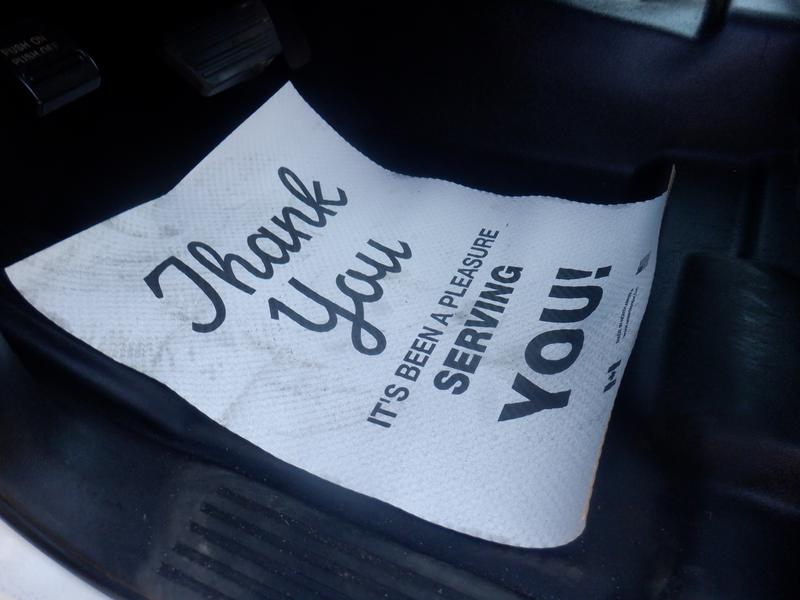 PUSH ON
PUSH OFF
Thank
You
IT'S BEEN A PLEASURE
SERVING
YOU!